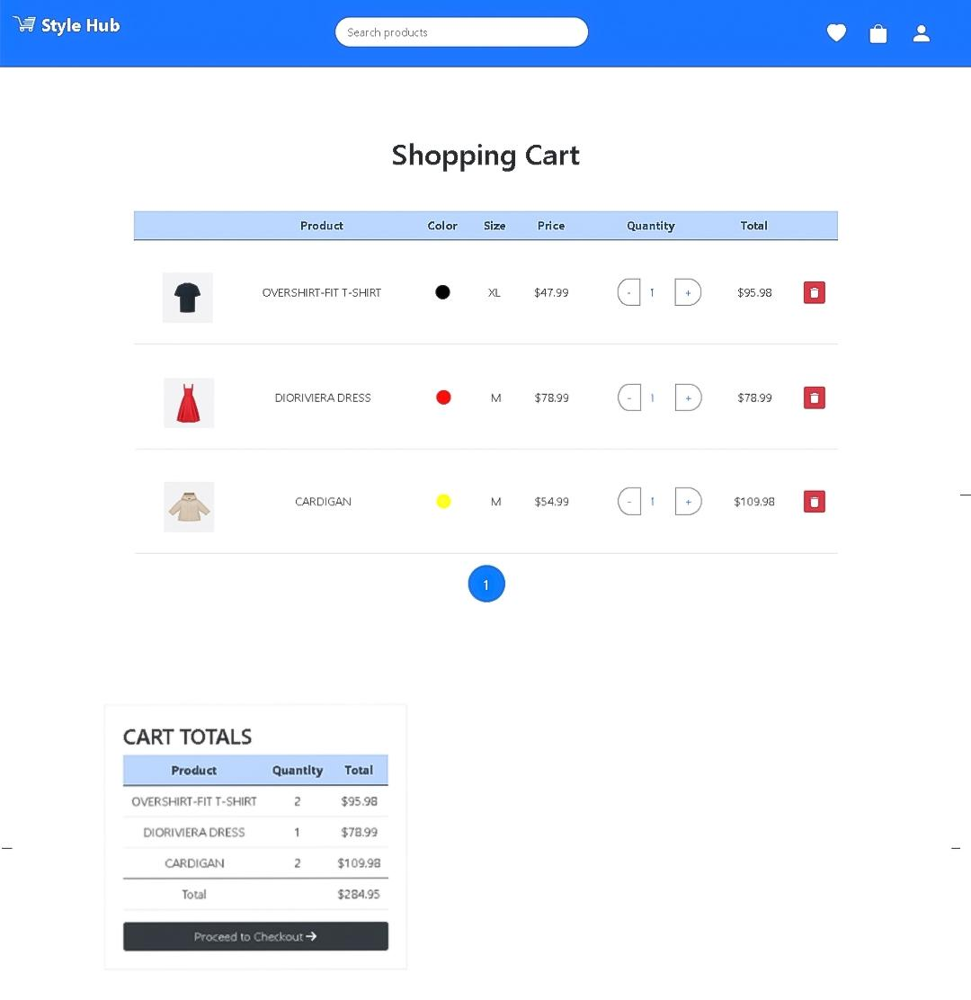 Style Hub
Search products
Shopping Cart
Product Color Size Price Quantity Total
OVERSHIRT-FIT T-SHIRT XL $47.99 - 1 + $95.98
DIORIVIERA DRESS M $78.99 - 1 + $78.99
CARDIGAN M $54.99 - 1 + $109.98
1
CART TOTALS
Product Quantity Total
OVERSHIRT-FIT T-SHIRT 2 $95.98
DIORIVIERA DRESS 1 $78.99
CARDIGAN 2 $109.98
Total $284.95
Proceed to Checkout →